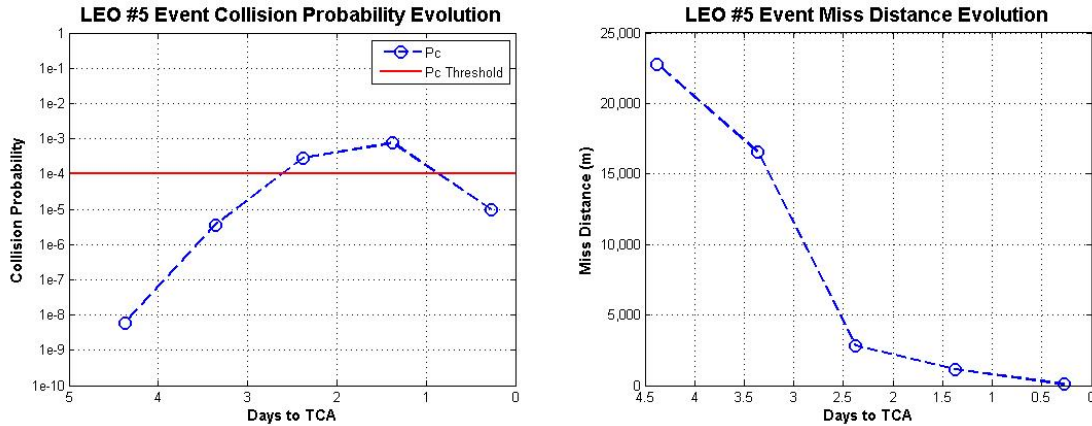 LEO #5 Event Collision Probability Evolution
1
1e-1
1e-2
1e-3
1e-4
1e-5
1e-6
1e-7
1e-8
1e-9
1e-10
Collision Probability
Pc
Pc Threshold
5 4 3 2 1 0
Days to TCA
LEO #5 Event Miss Distance Evolution
25,000
20,000
15,000
10,000
5,000
0
Miss Distance (m)
4.5 4 3.5 3 2.5 2 1.5 1 0.5 0
Days to TCA